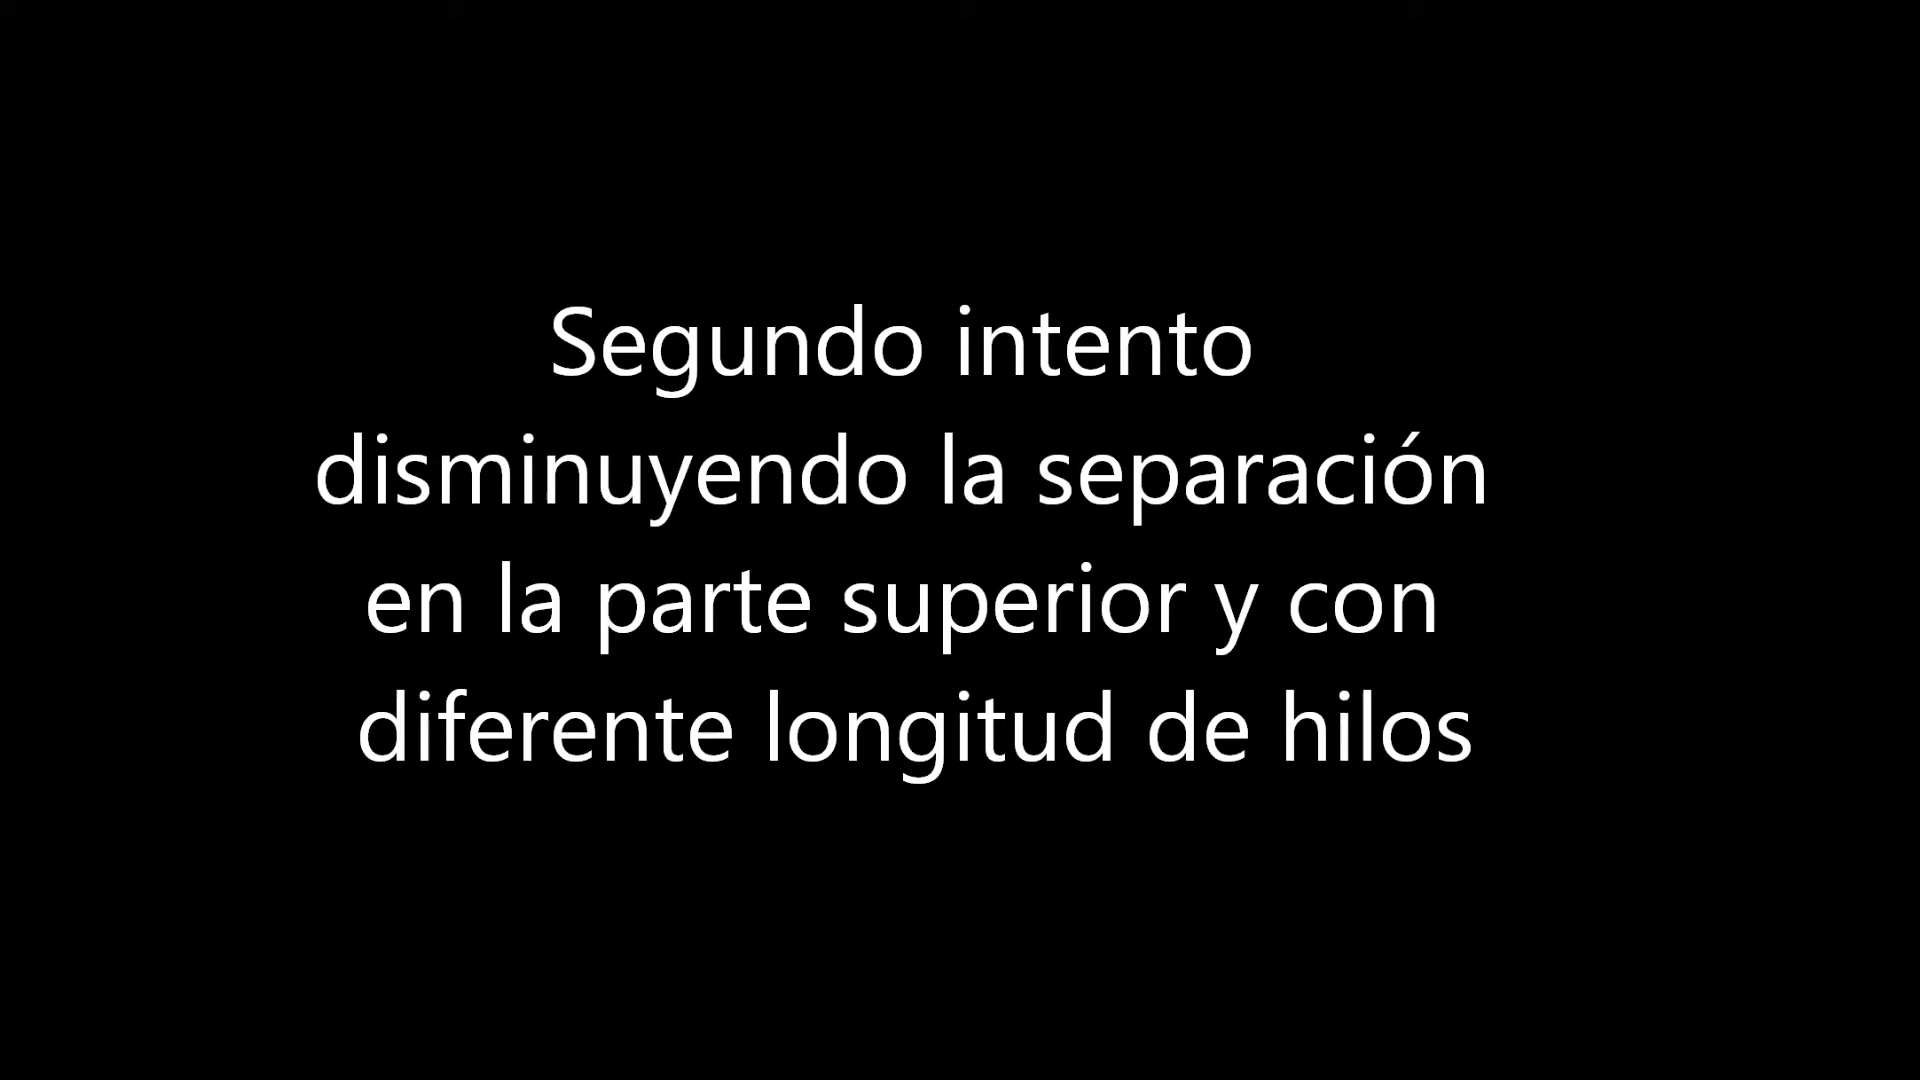 Segundo intento
disminuyendo la separación
en la parte superior y con
diferente longitud de hilos